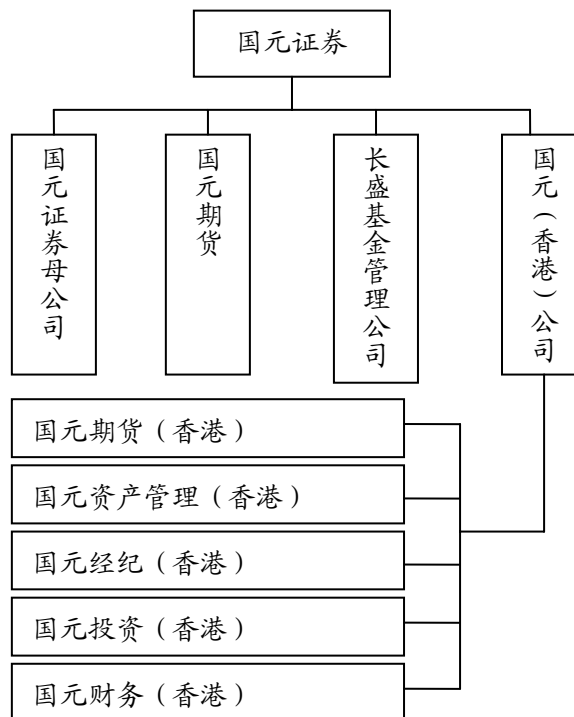 国元证券
国元证券母公司
国元期货
长盛基金管理公司
国元（香港）公司
国元期货（香港）
国元资产管理（香港）
国元经纪（香港）
国元投资（香港）
国元财务（香港）